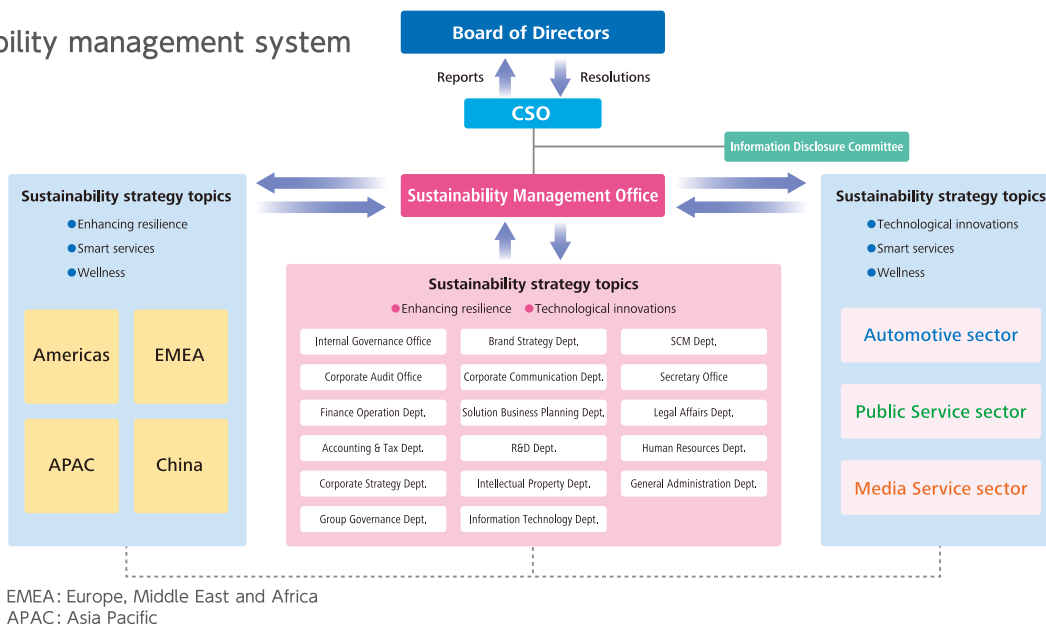 bility management system
Board of Directors
Reports
Resolutions
CSO
Information Disclosure Committee
Sustainability Management Office
Sustainability strategy topics
●Enhancing resilience
●Smart services
●Wellness
Americas
EMEA
APAC
China
Sustainability strategy topics
●Enhancing resilience ●Technological innovations
Internal Governance Office
Brand Strategy Dept.
SCM Dept.
Corporate Audit Office
Corporate Communication Dept.
Secretary Office
Finance Operation Dept.
Solution Business Planning Dept.
Legal Affairs Dept.
Accounting & Tax Dept.
R&D Dept.
Human Resources Dept.
Corporate Strategy Dept.
Intellectual Property Dept.
General Administration Dept.
Group Governance Dept.
Information Technology Dept.
Sustainability strategy topics
●Technological innovations
●Smart services
●Wellness
Automotive sector
Public Service sector
Media Service sector
EMEA: Europe, Middle East and Africa
APAC: Asia Pacific